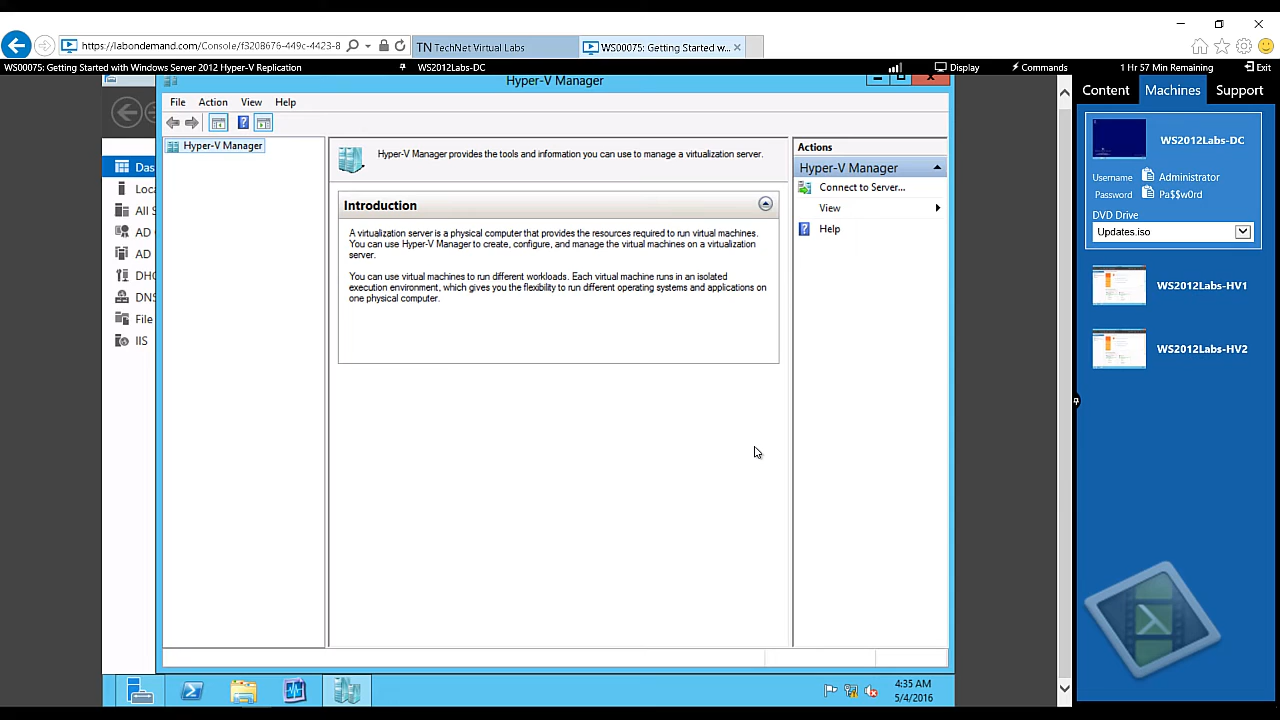 https://labondemand.com/Console/f3208676-449c-4423-8
TN TechNet Virtual Labs
WS00075: Getting Started w...
WS00075: Getting Started with Windows Server 2012 Hyper-V Replication
WS2012Labs-DC
Display
Commands
1 Hr 57 Min Remaining
Exit
Hyper-V Manager
File
Action
View
Help
Hyper-V Manager
Hyper-V Manager provides the tools and information you can use to manage a virtualization server.
Introduction
A virtualization server is a physical computer that provides the resources required to run virtual machines.
You can use Hyper-V Manager to create, configure, and manage the virtual machines on a virtualization
server.
You can use virtual machines to run different workloads. Each virtual machine runs in an isolated
execution environment, which gives you the flexibility to run different operating systems and applications on
one physical computer.
Actions
Hyper-V Manager
Connect to Server...
View
Help
Das
Loca
All S
AD
AD
DHC
DNS
File
IIS
Content
Machines
Support
WS2012Labs-DC
Username
Administrator
Password
Pa$$w0rd
DVD Drive
Updates.iso
WS2012Labs-HV1
WS2012Labs-HV2
4:35 AM
5/4/2016